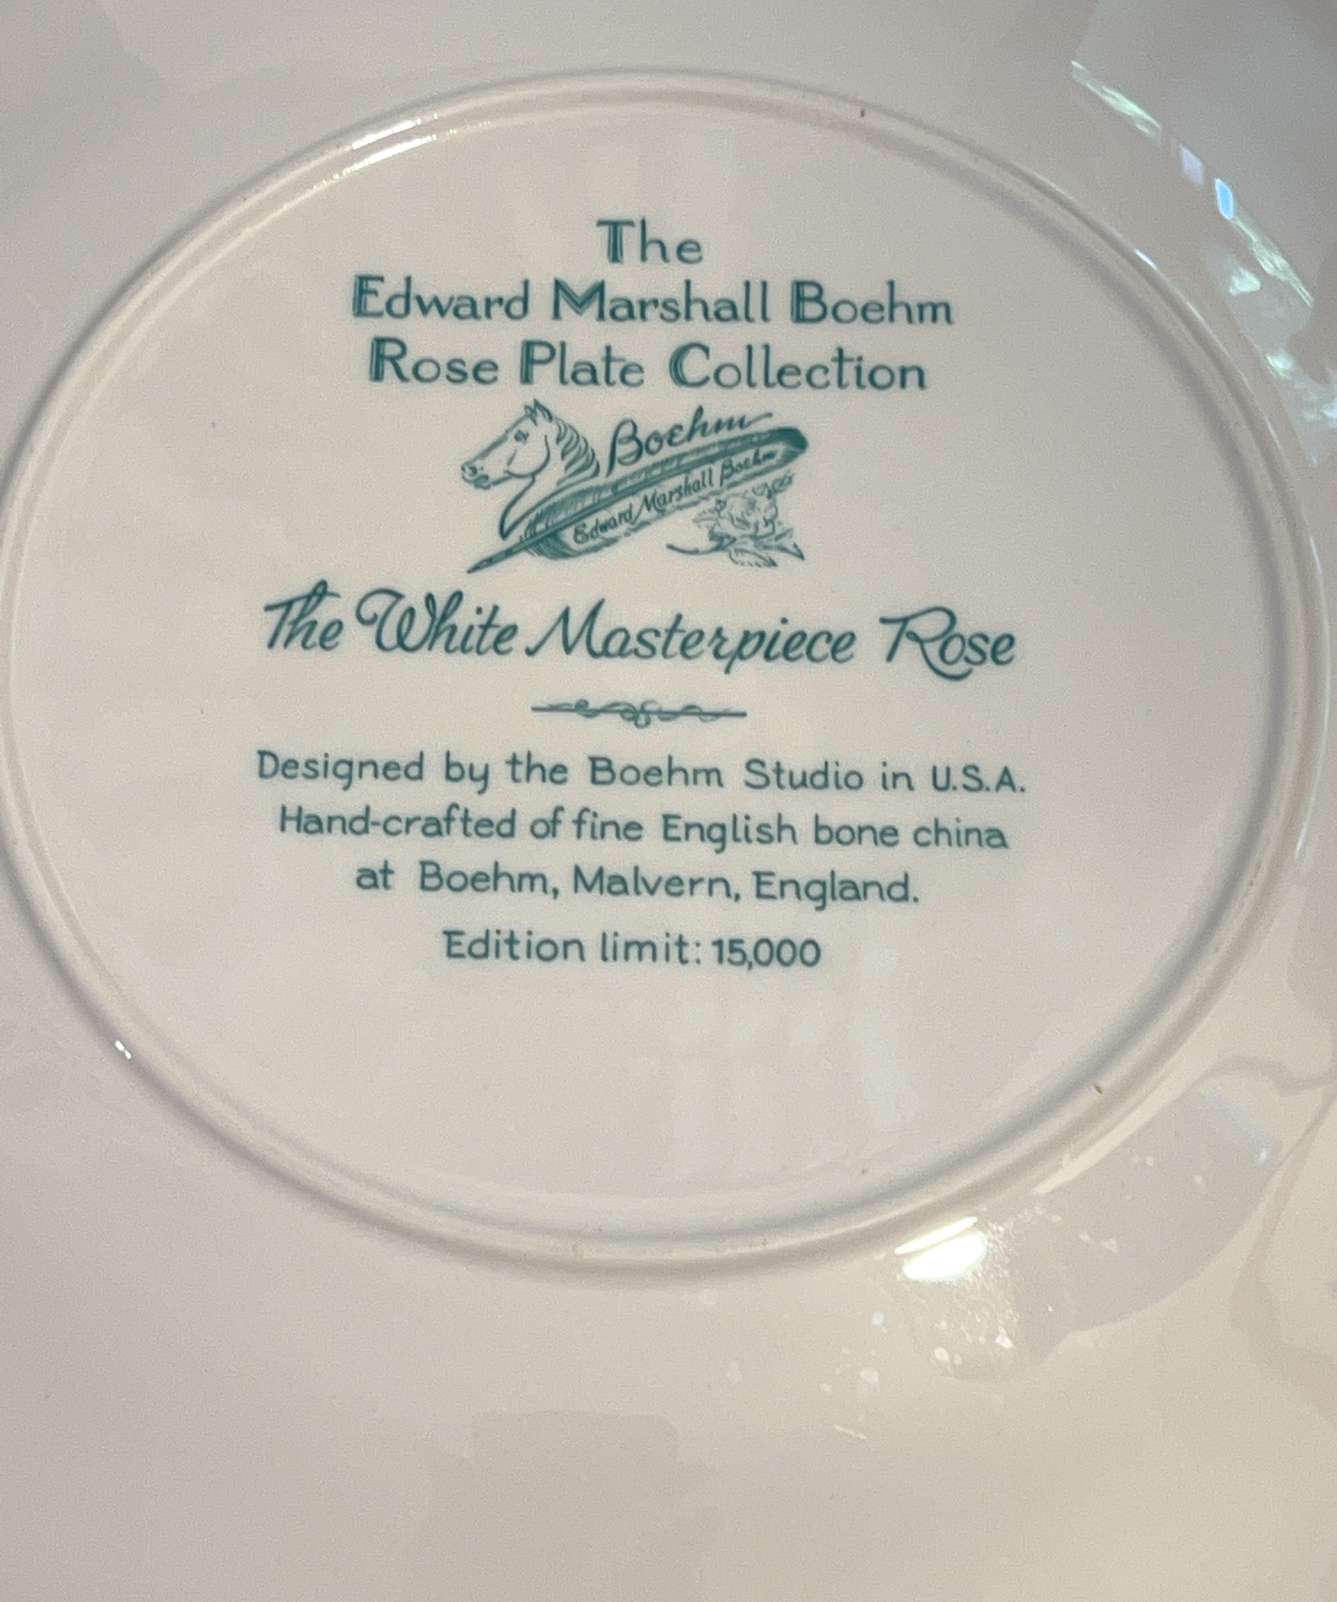 The
Edward Marshall Boehm
Rose Plate Collection
Boehm
Edward Marshall Boehm
The White Masterpiece Rose
Designed by the Boehm Studio in U.S.A.
Hand-crafted of fine English bone china
at Boehm, Malvern, England.
Edition limit: 15,000